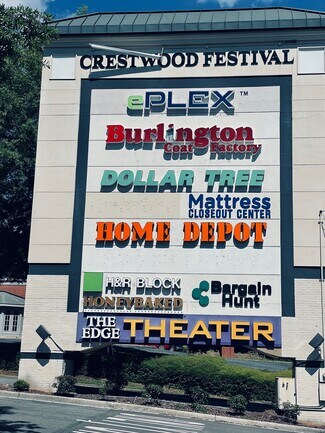 CRESTWOOD FESTIVAL
ePLEX™
Burlington
Coat Factory
DOLLAR TREE
Mattress
CLOSEOUT CENTER
HOME DEPOT
H&R BLOCK
HONEYBAKED
Bargain
Hunt
THE
EDGE
THEATER